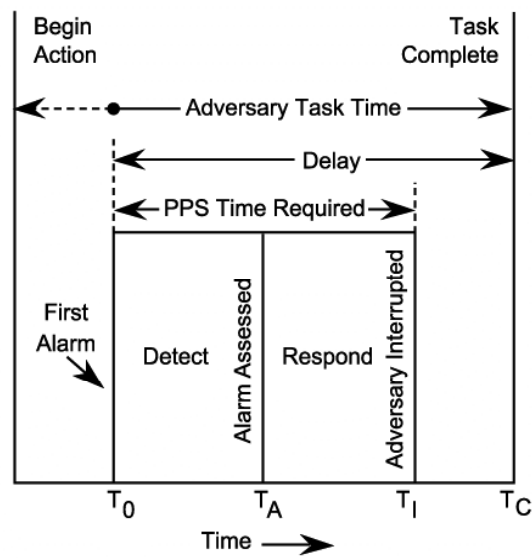 Begin
Action
Task
Complete
Adversary Task Time
Delay
PPS Time Required
First
Alarm
Detect
Alarm Assessed
Respond
Adversary Interrupted
T0
TA
TI
TC
Time